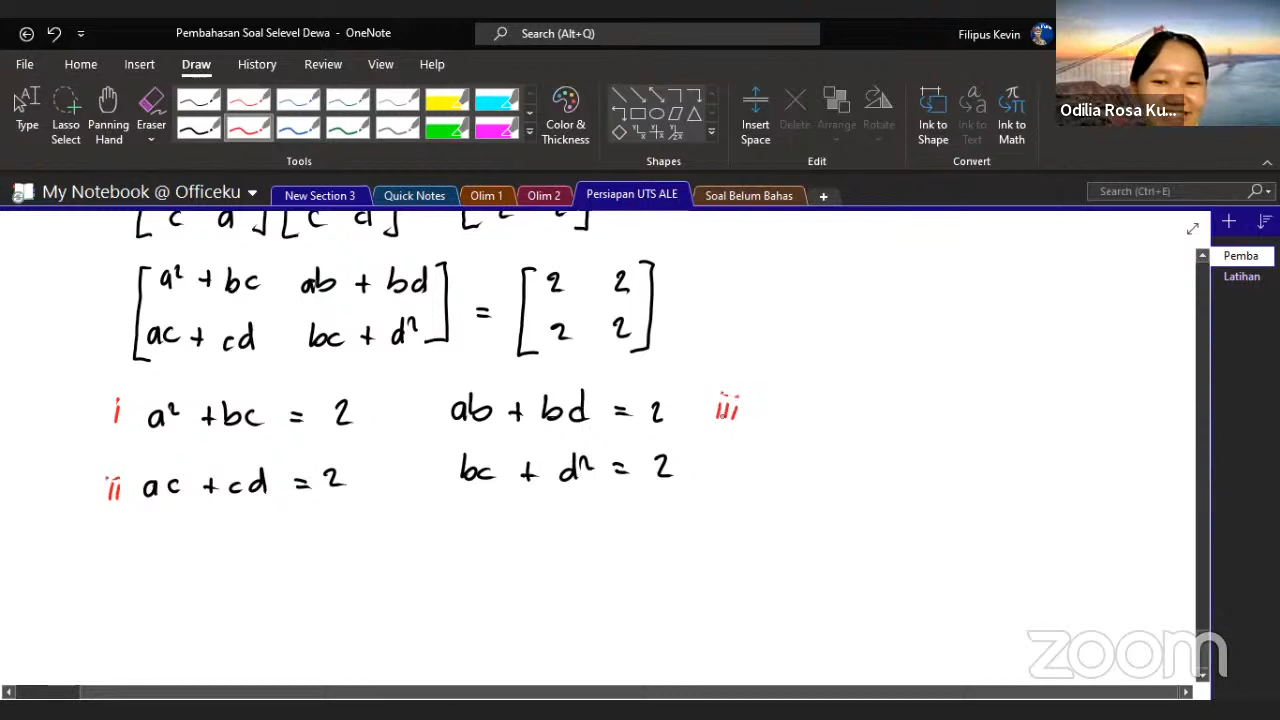 Pembahasan Soal Selevel Dewa - OneNote
Search (Alt+Q)
Filipus Kevin
File Home Insert Draw History Review View Help
Type
Lasso Select
Panning Hand
Eraser
Color & Thickness
Insert Space
Delete
Arrange
Rotate
Ink to Shape
Ink to Text
Ink to Math
Tools
Shapes
Edit
Convert
Odilia Rosa Ku...
My Notebook @ Officeku
New Section 3
Quick Notes
Olim 1
Olim 2
Persiapan UTS ALE
Soal Belum Bahas
Search (Ctrl+E)
Pemba
Latihan
[a² + bc ab + bd] = [2 2]
[ac + cd bc + d²] [2 2]
i a² + bc = 2 ab + bd = 2 iii
ii ac + cd = 2 bc + d² = 2
zoom